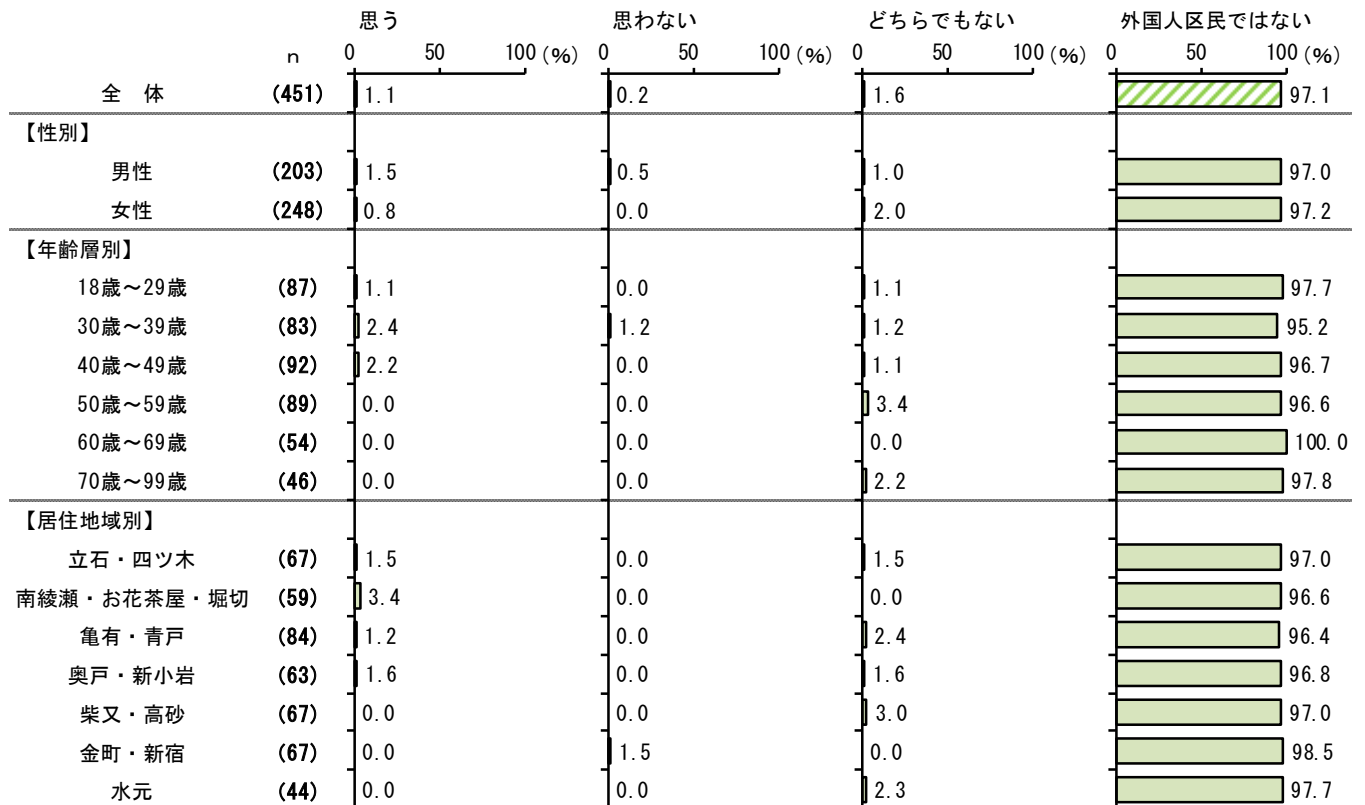 思う 思わない どちらでもない 外国人区民ではない
n 0 50 100 (%) 0 50 100 (%) 0 50 100 (%) 0 50 100 (%)
全 体 (451) 1.1 0.2 1.6 97.1
【性別】
男性 (203) 1.5 0.5 1.0 97.0
女性 (248) 0.8 0.0 2.0 97.2
【年齢層別】
18歳～29歳 (87) 1.1 0.0 1.1 97.7
30歳～39歳 (83) 2.4 1.2 1.2 95.2
40歳～49歳 (92) 2.2 0.0 1.1 96.7
50歳～59歳 (89) 0.0 0.0 3.4 96.6
60歳～69歳 (54) 0.0 0.0 0.0 100.0
70歳～99歳 (46) 0.0 0.0 2.2 97.8
【居住地域別】
立石・四ツ木 (67) 1.5 0.0 1.5 97.0
南綾瀬・お花茶屋・堀切 (59) 3.4 0.0 0.0 96.6
亀有・青戸 (84) 1.2 0.0 2.4 96.4
奥戸・新小岩 (63) 1.6 0.0 1.6 96.8
柴又・高砂 (67) 0.0 0.0 3.0 97.0
金町・新宿 (67) 0.0 1.5 0.0 98.5
水元 (44) 0.0 0.0 2.3 97.7